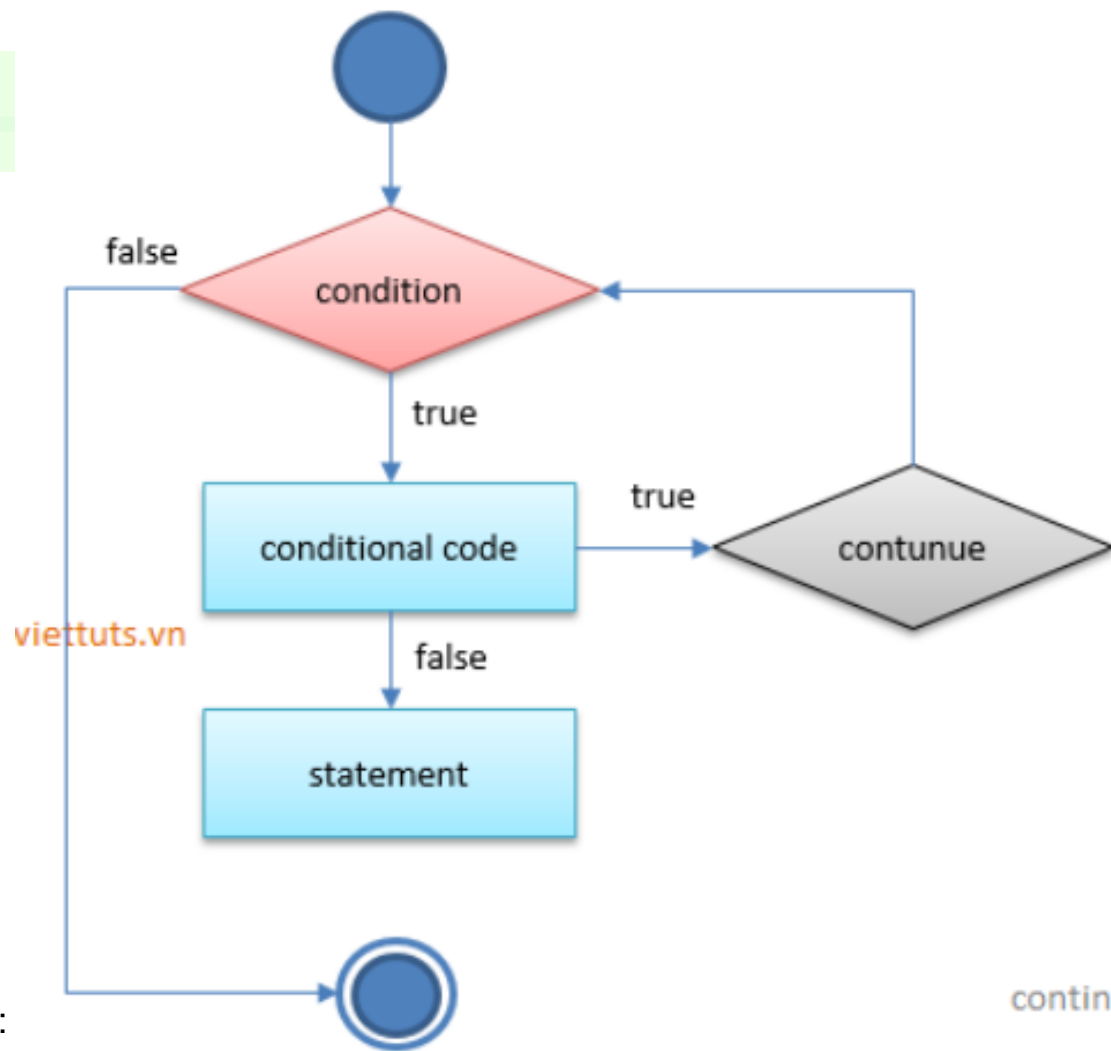 false
condition
true
conditional code
true
contunue
viettuts.vn
false
statement
contin
: